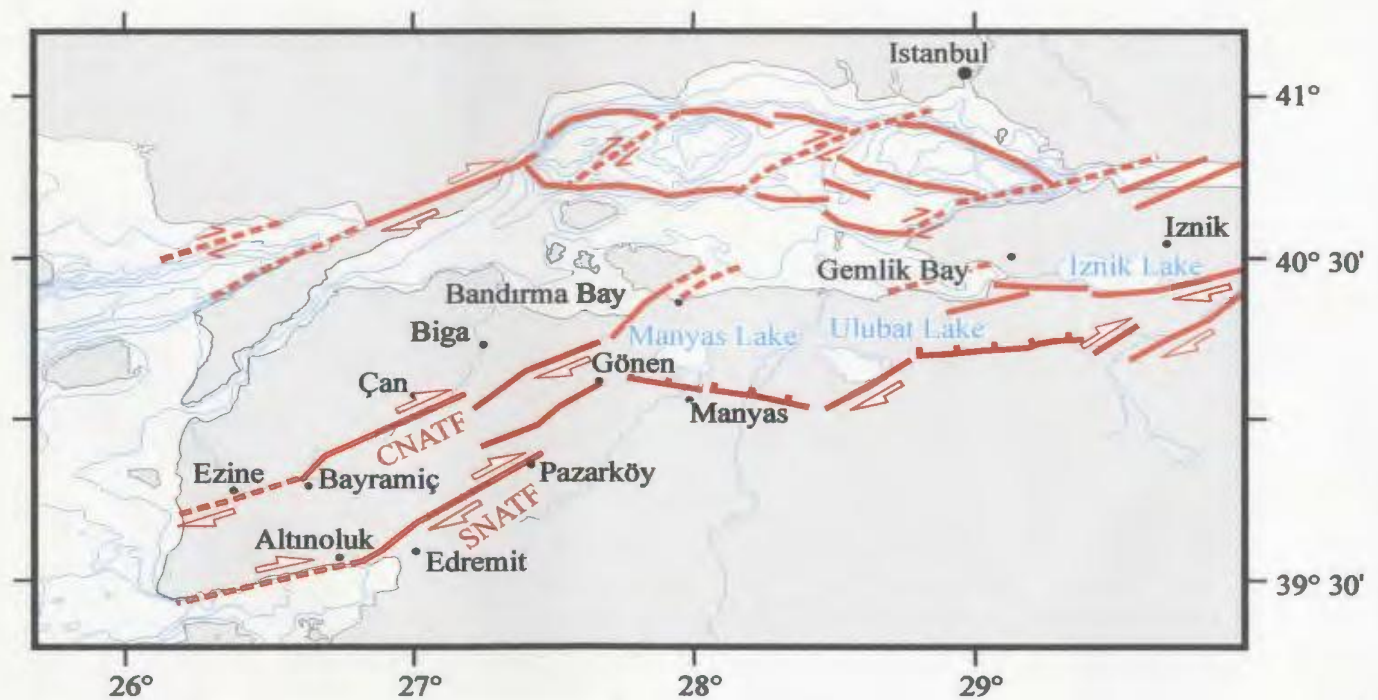 Istanbul
41°
Iznik
Gemlik Bay
Iznik Lake
40° 30'
Bandırma Bay
Biga
Manyas Lake
Ulubat Lake
Gönen
Çan
Manyas
CNATF
Ezine
Bayramiç
Pazarköy
SNATF
Altınoluk
Edremit
39° 30'
26°
27°
28°
29°